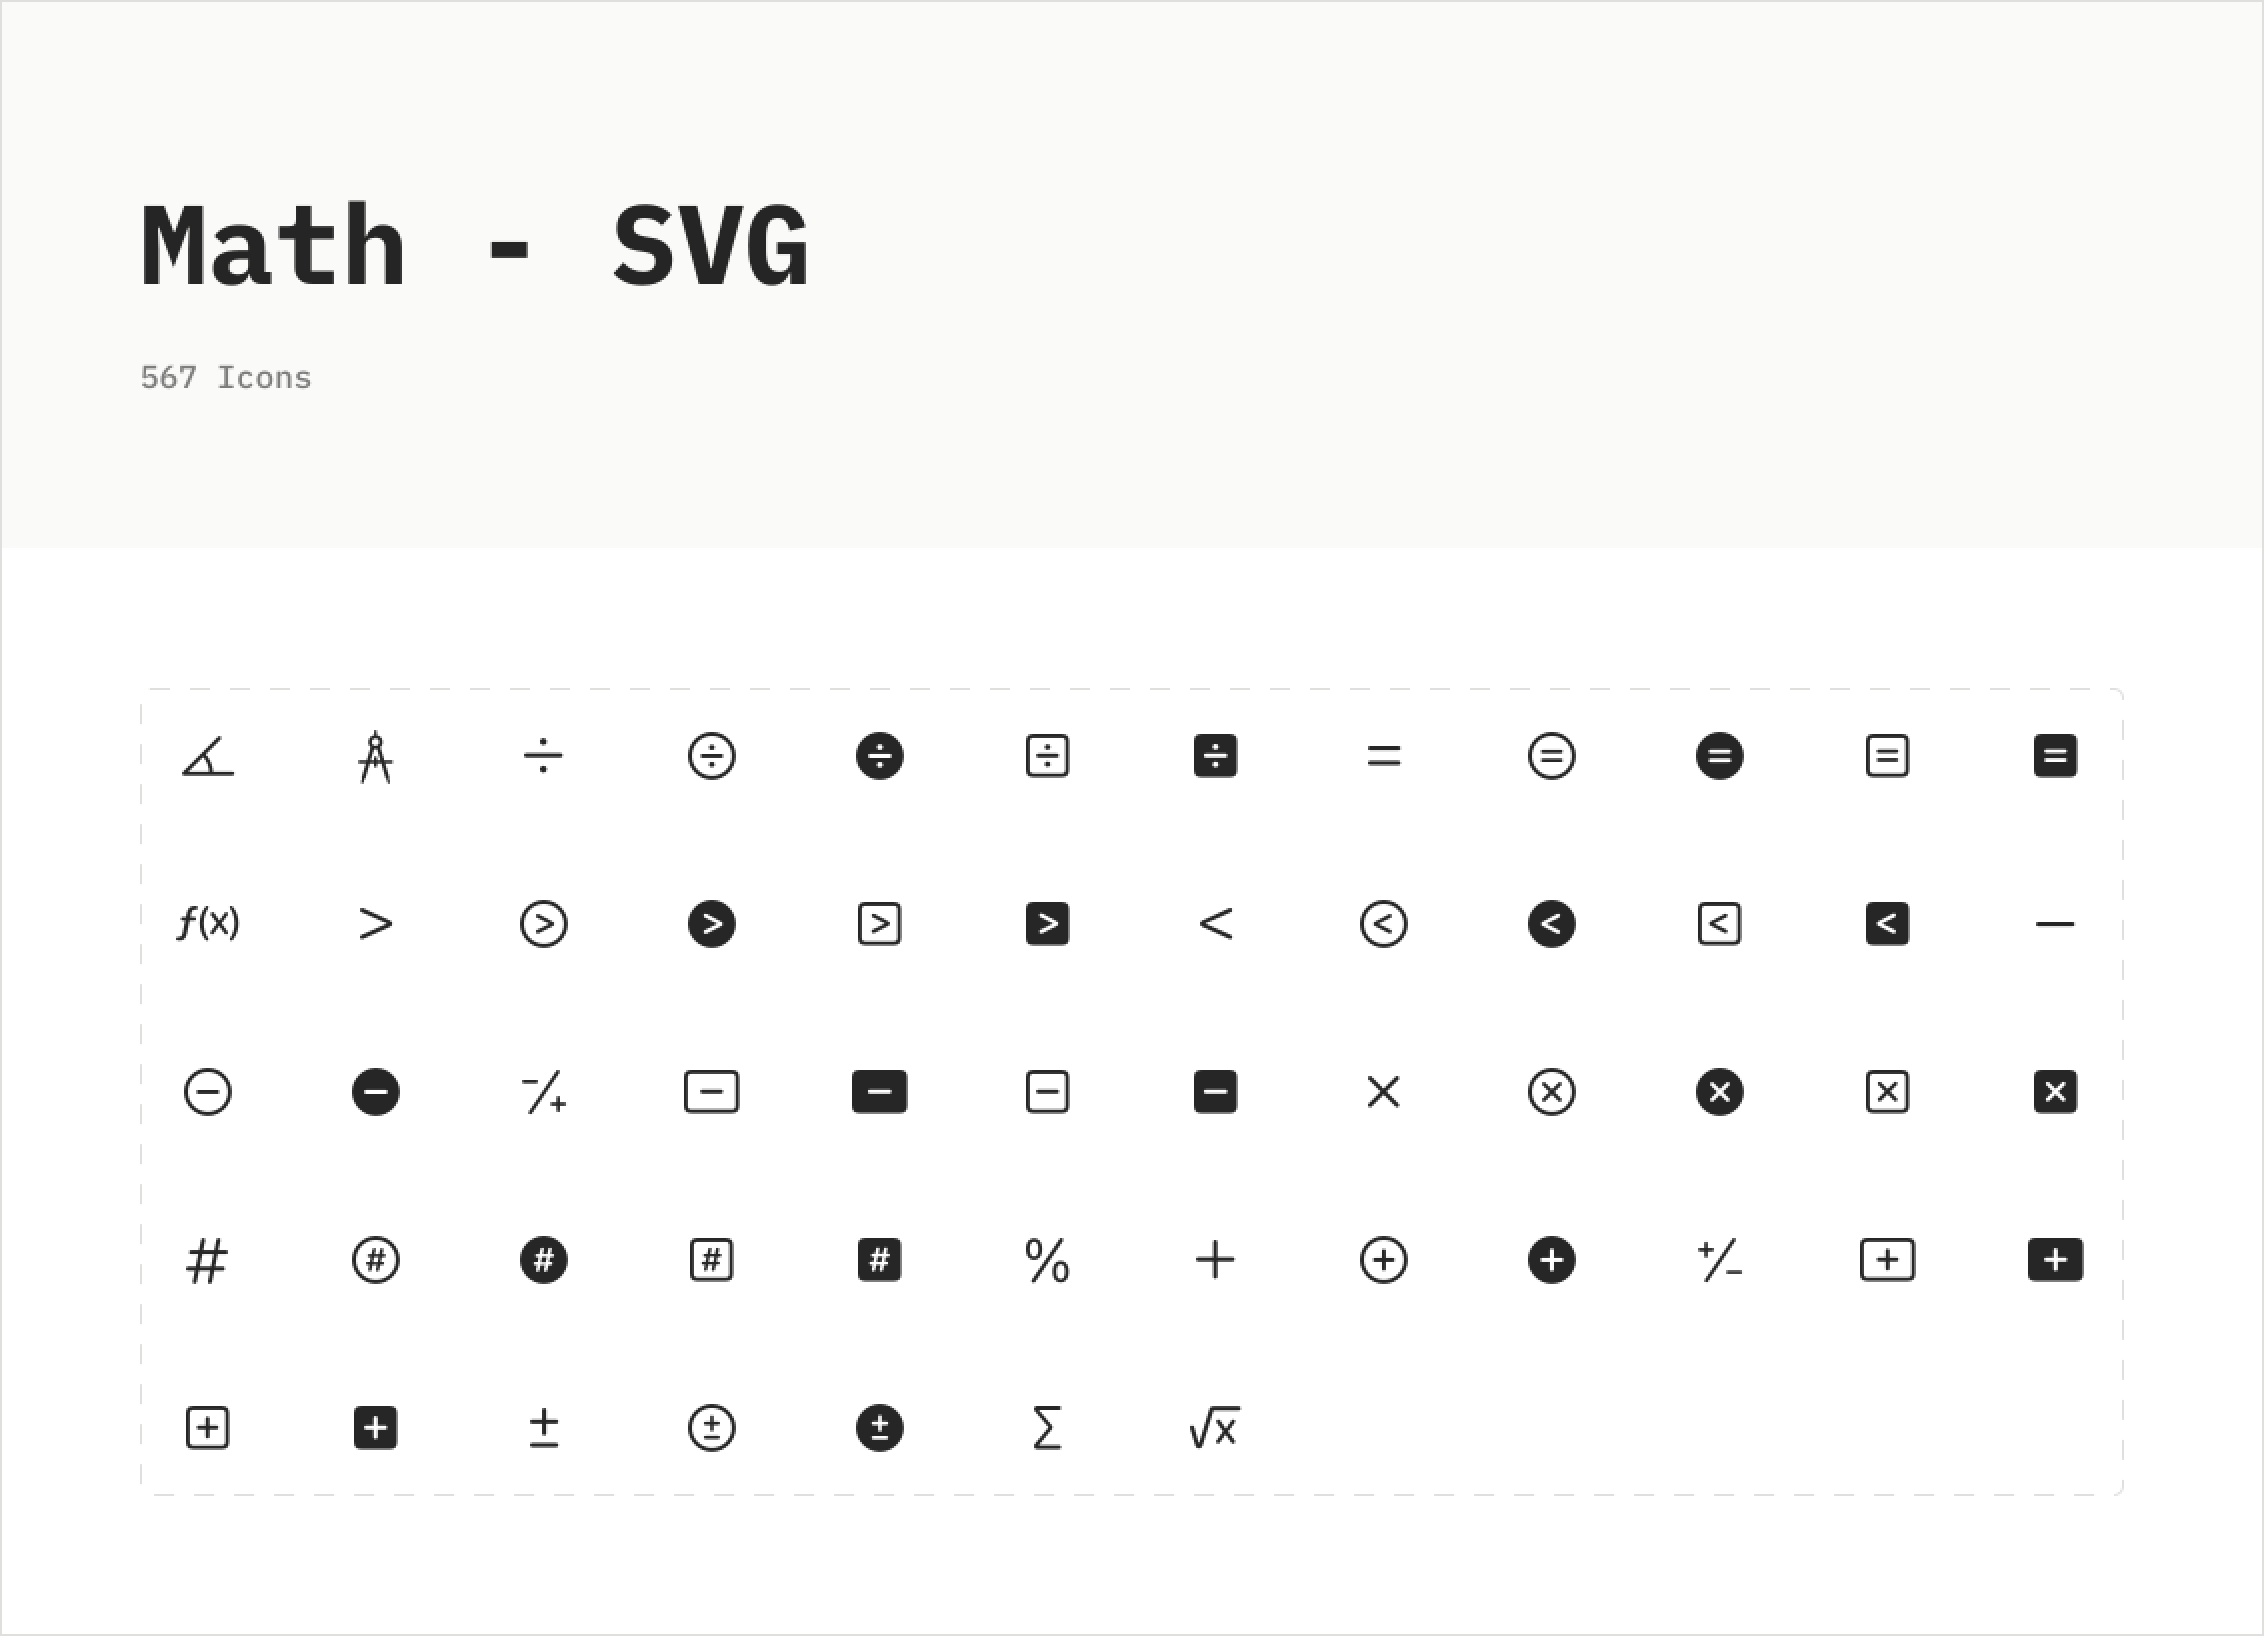 Math - SVG
567 Icons
÷ ÷ ÷ ÷ ÷ = = = = =
f(x) > > > > > < < < < < −
− − −/+ − − − − × × × × ×
# # # # # % + + + +/− + +
+ + ± ± ± Σ √x